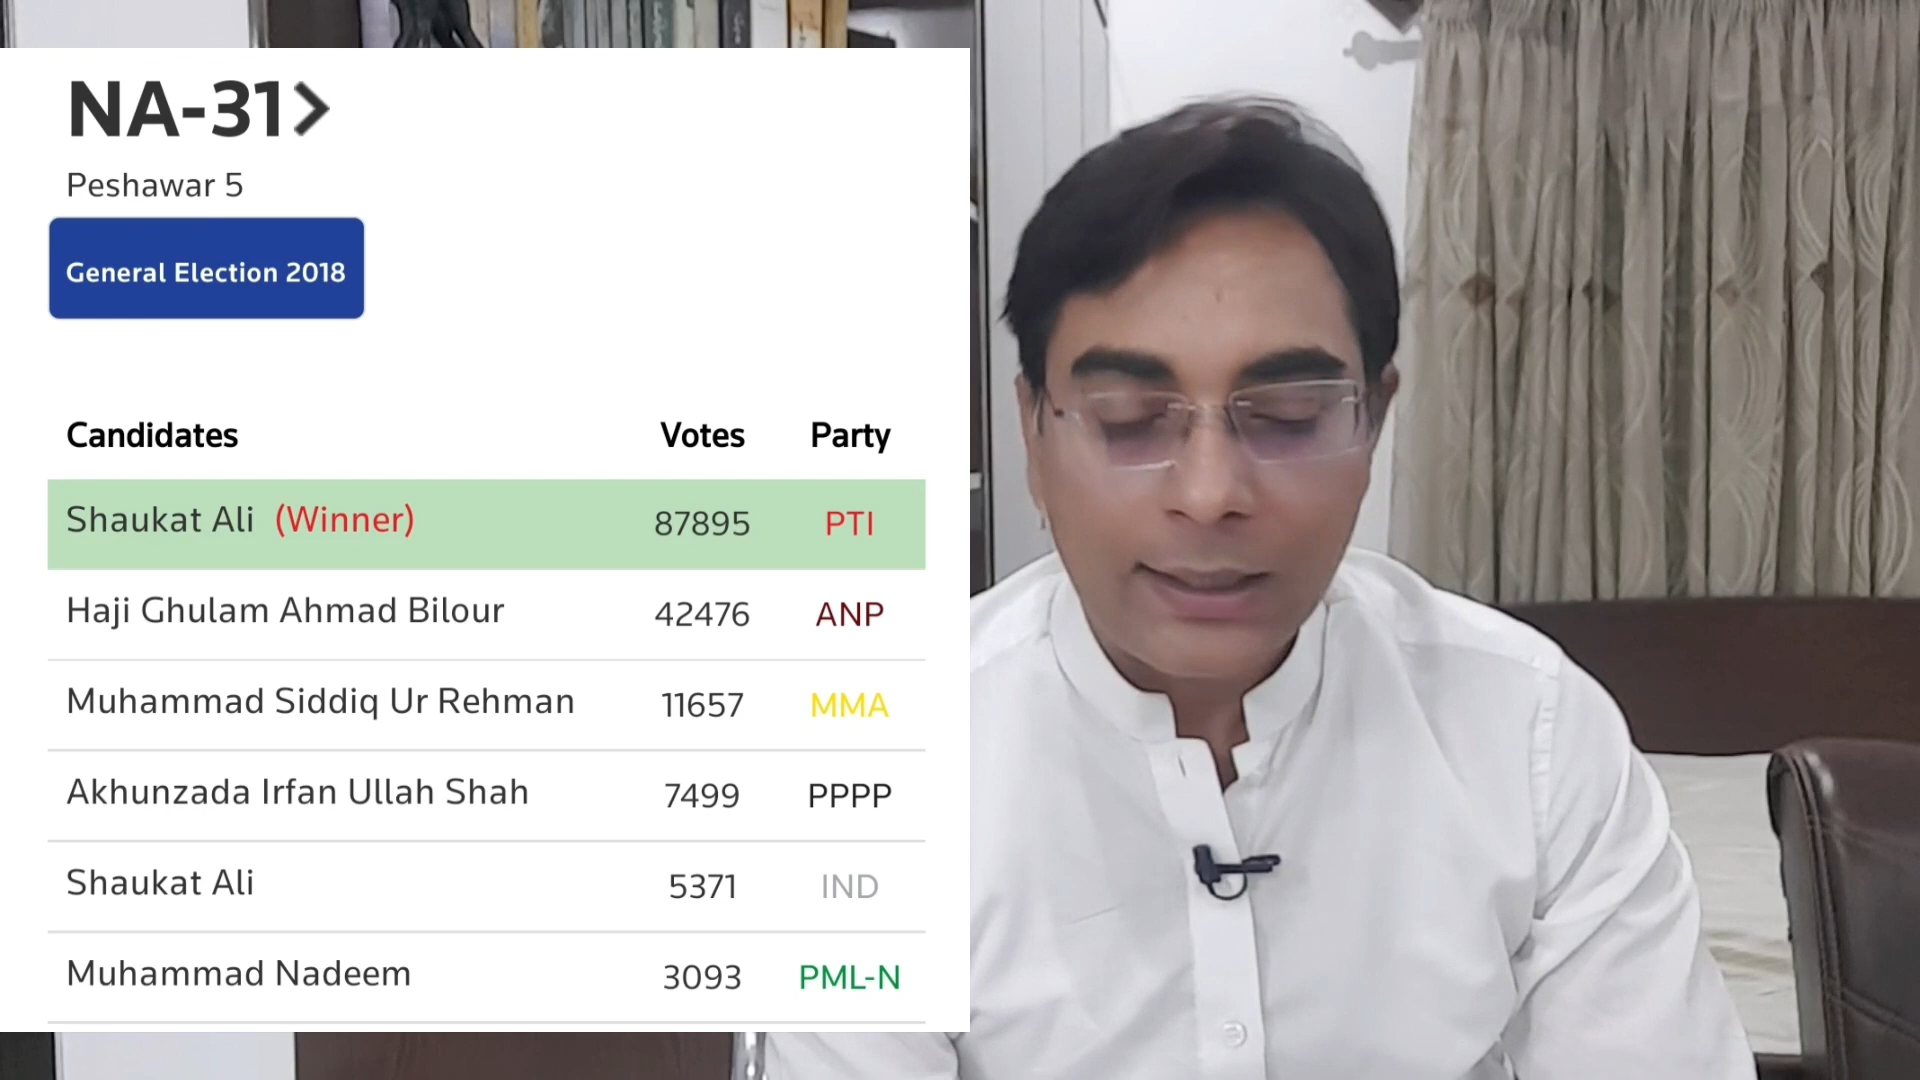 NA-31>
Peshawar 5
General Election 2018
Candidates Votes Party
Shaukat Ali (Winner) 87895 PTI
Haji Ghulam Ahmad Bilour 42476 ANP
Muhammad Siddiq Ur Rehman 11657 MMA
Akhunzada Irfan Ullah Shah 7499 PPPP
Shaukat Ali 5371 IND
Muhammad Nadeem 3093 PML-N